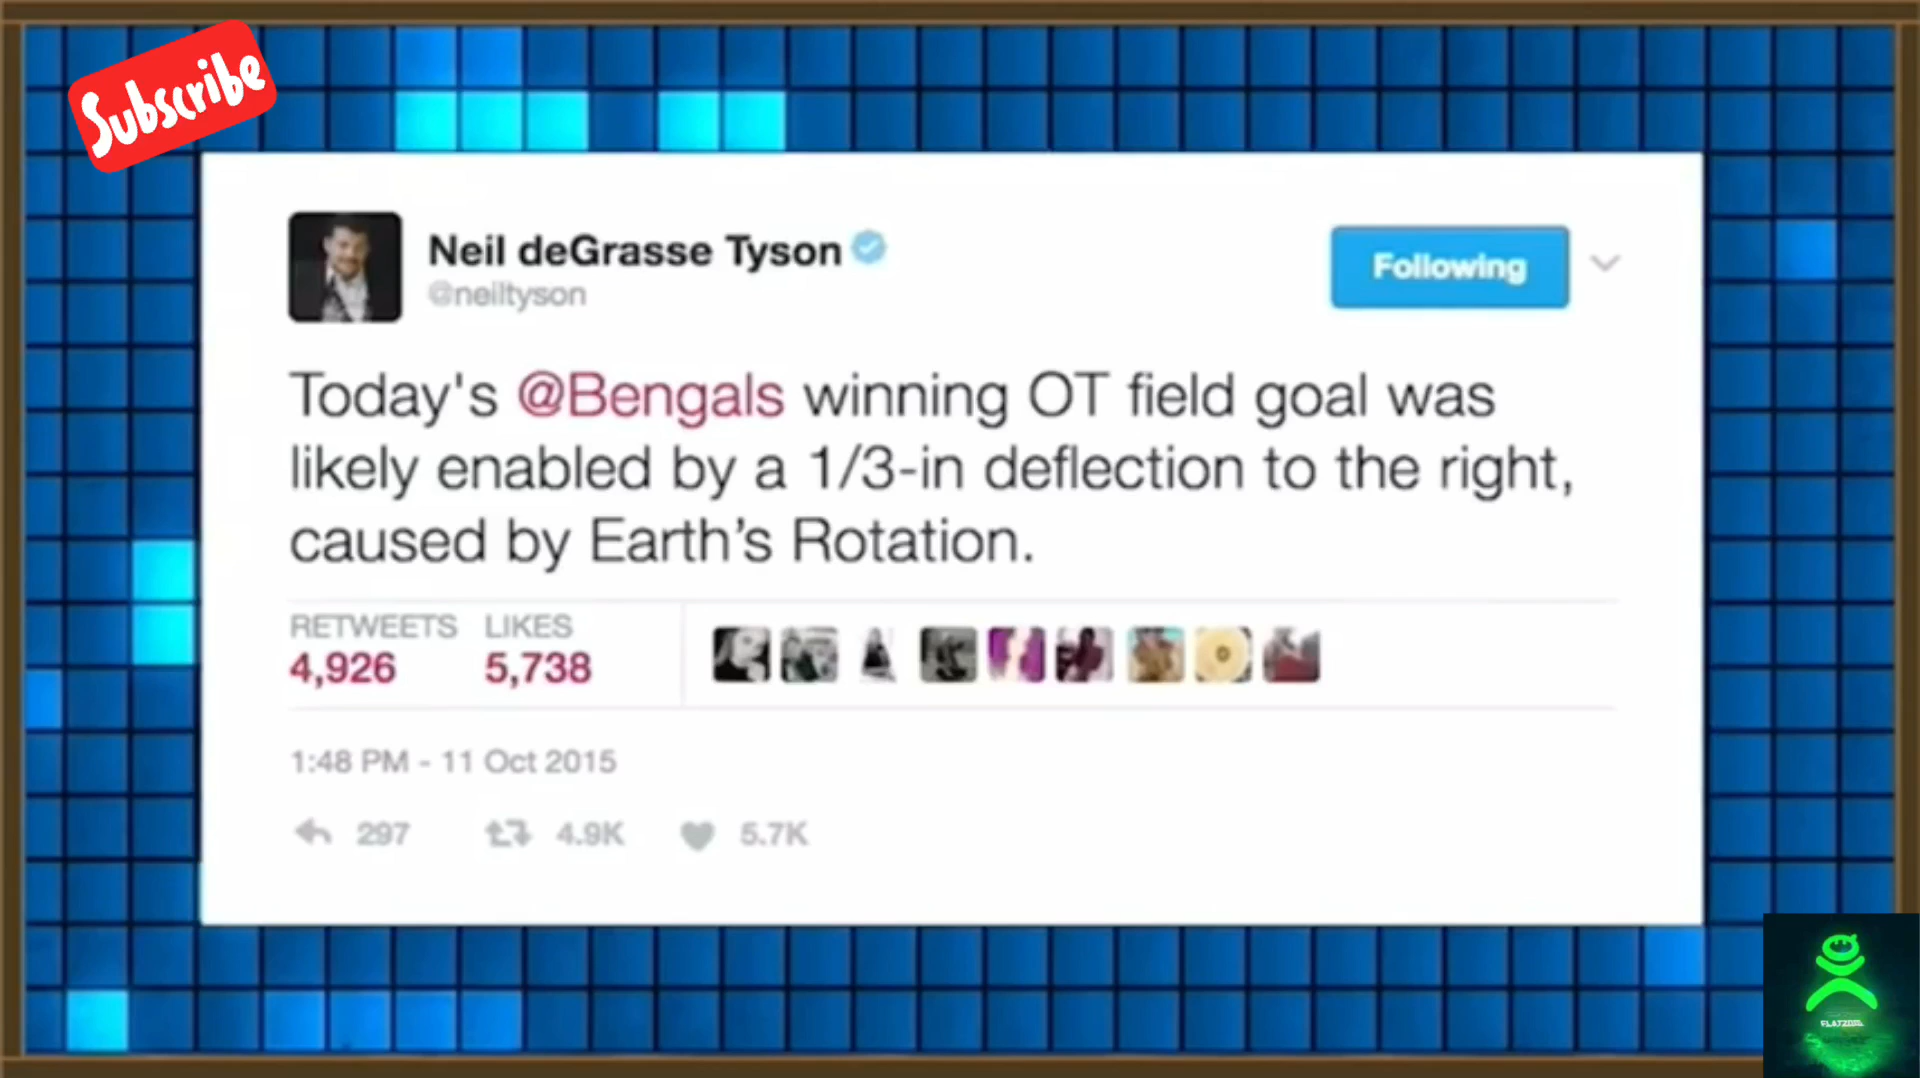 Subscribe
Neil deGrasse Tyson
@neiltyson
Following
Today's @Bengals winning OT field goal was
likely enabled by a 1/3-in deflection to the right,
caused by Earth’s Rotation.
RETWEETS LIKES
4,926 5,738
1:48 PM - 11 Oct 2015
297 4.9K 5.7K